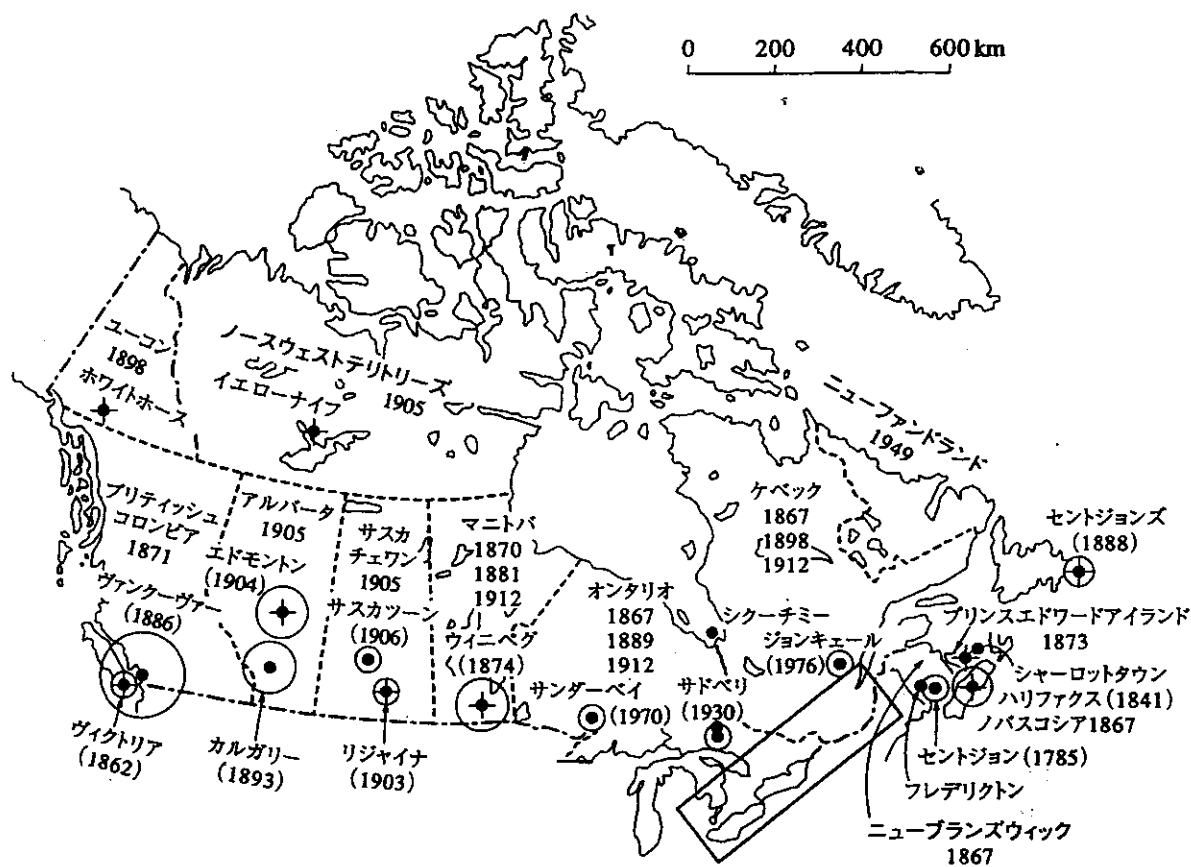 0 200 400 600 km
ユーコン
1898
ホワイトホース
ノースウェストテリトリーズ
1905
イエローナイフ
ニューファンドランド
1949
ブリティッシュ
コロンビア
1871
アルバータ
1905
エドモントン
(1904)
サスカ
チェワン
1905
サスカツーン
(1906)
マニトバ
1870
1881
1912
ウィニペグ
(1874)
オンタリオ
1867
1889
1912
ケベック
1867
1898
1912
セントジョンズ
(1888)
ヴァンクーヴァー
(1886)
シクーチミー
ジョンキェール
(1976)
プリンスエドワードアイランド
1873
シャーロットタウン
ハリファクス(1841)
ノバスコシア1867
サンダーベイ
(1970)
サドベリ
(1930)
ヴィクトリア
(1862)
カルガリー
(1893)
リジャイナ
(1903)
セントジョン(1785)
フレデリクトン
ニューブランズウィック
1867